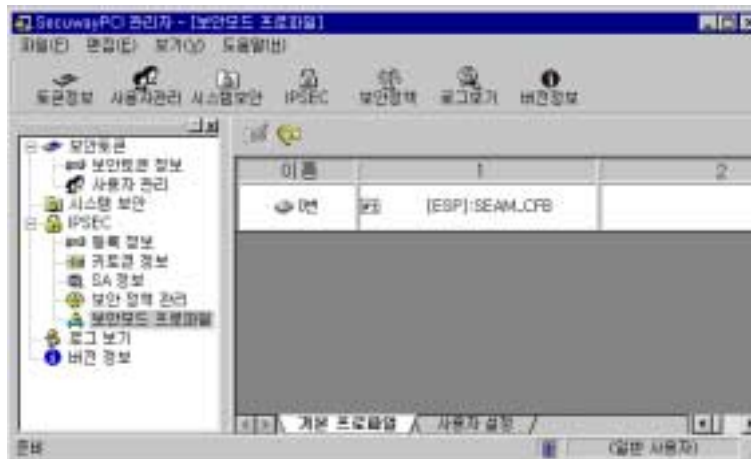 SecuwayPCI 관리자 - [보안모드 프로파일]
파일(F) 편집(E) 보기(V) 도움말(H)
토큰정보 사용자관리 시스템보안 IPSEC 보안정책 로그보기 버전정보
보안토큰
보안토큰 정보
사용자 관리
시스템 보안
IPSEC
등록 정보
키토큰 정보
SA 정보
보안 정책 관리
보안모드 프로파일
로그 보기
버전 정보
이름 1 2
0번 [ESP]:SEAM_CFB
기본 프로파일 사용자 설정
준비 (일반 사용자)